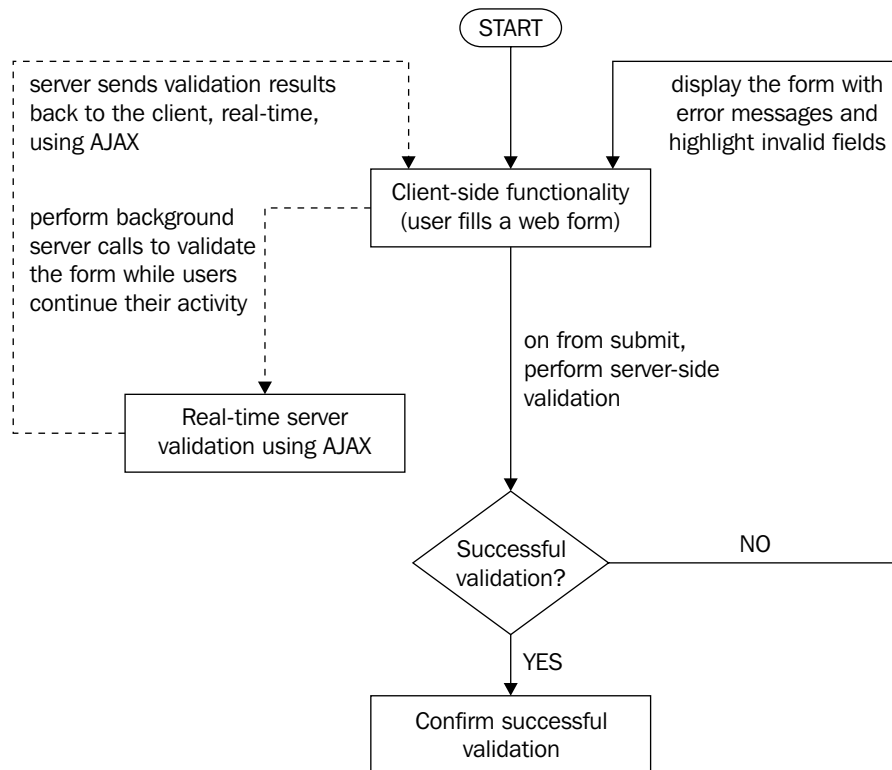 START
server sends validation results
back to the client, real-time,
using AJAX
display the form with
error messages and
highlight invalid fields
Client-side functionality
(user fills a web form)
perform background
server calls to validate
the form while users
continue their activity
on from submit,
perform server-side
validation
Real-time server
validation using AJAX
Successful
validation?
NO
YES
Confirm successful
validation